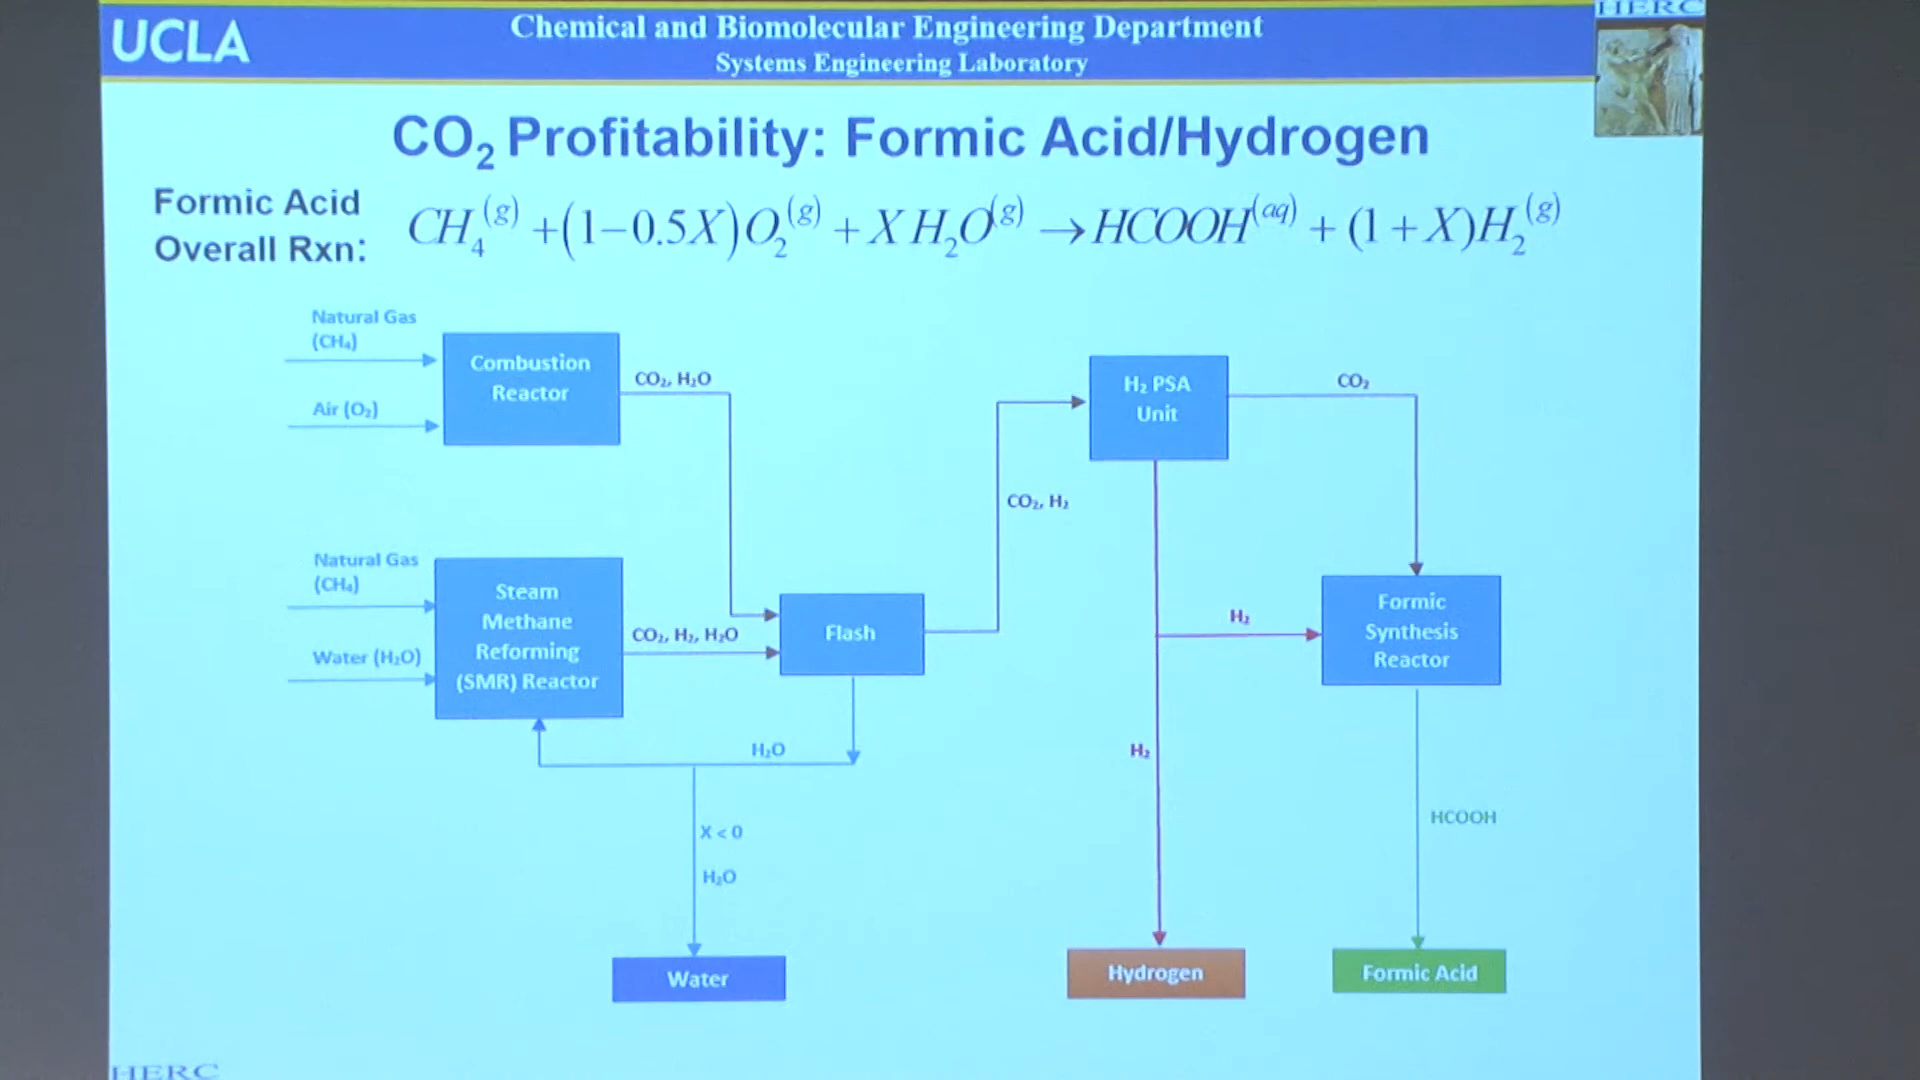 HERC
UCLA
Chemical and Biomolecular Engineering Department
Systems Engineering Laboratory
CO₂ Profitability: Formic Acid/Hydrogen
Formic Acid
Overall Rxn:
CH₄⁽ᵍ⁾ +(1−0.5X)O₂⁽ᵍ⁾ + X H₂O⁽ᵍ⁾ → HCOOH⁽ᵃᑫ⁾ + (1+X)H₂⁽ᵍ⁾
Natural Gas
(CH₄)
Air (O₂)
Combustion
Reactor
CO₂, H₂O
H₂ PSA
Unit
CO₂
CO₂, H₂
Natural Gas
(CH₄)
Water (H₂O)
Steam
Methane
Reforming
(SMR) Reactor
CO₂, H₂, H₂O
Flash
H₂
Formic
Synthesis
Reactor
H₂O
H₂
X < 0
H₂O
HCOOH
Water
Hydrogen
Formic Acid
HERC